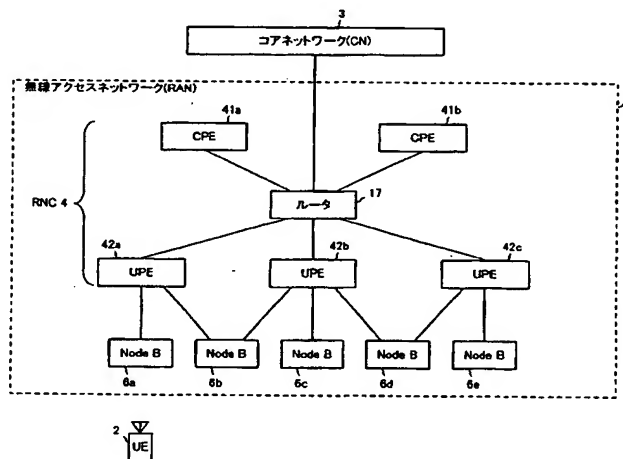 3
コアネットワーク(CN)
無線アクセスネットワーク(RAN)
41a
41b
CPE
CPE
RNC 4
17
ルータ
42a
42b
42c
UPE
UPE
UPE
Node B
Node B
Node B
Node B
Node B
6a
6b
6c
6d
6e
2
UE